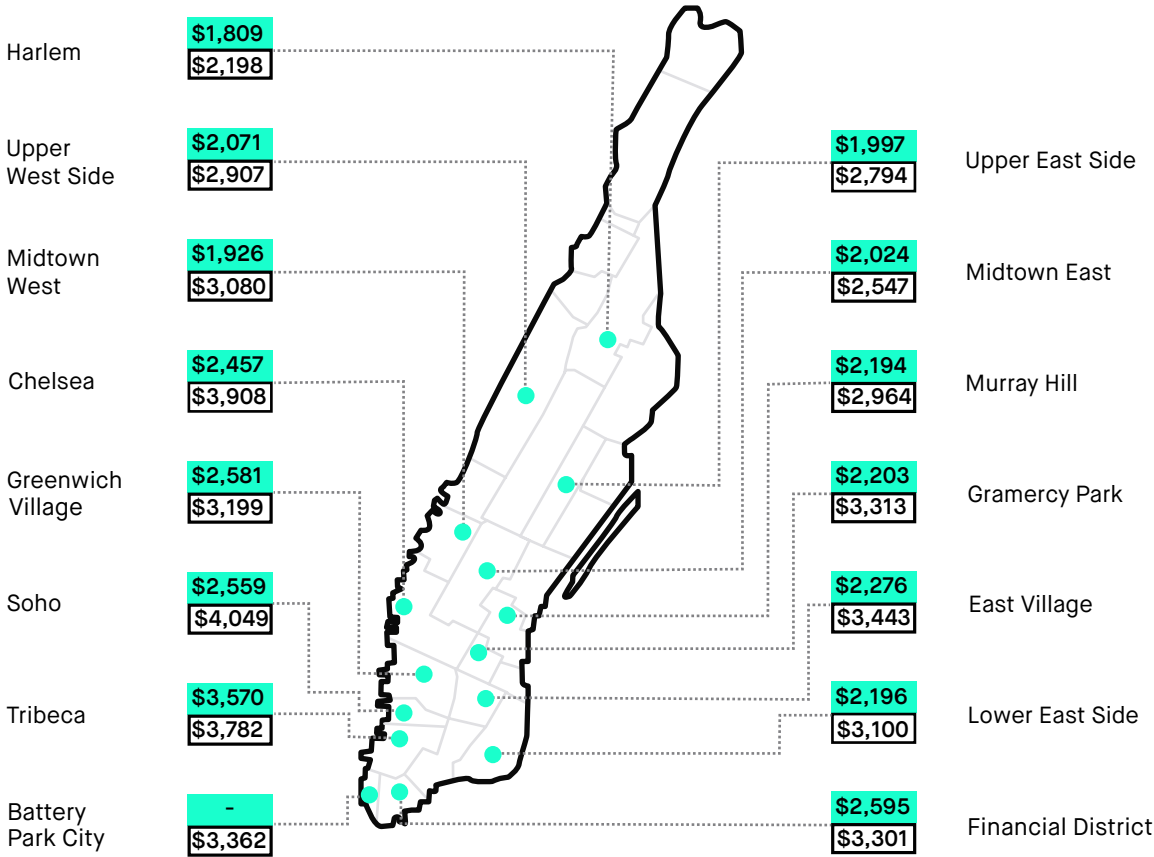 Harlem
$1,809
$2,198
Upper
West Side
$2,071
$2,907
Midtown
West
$1,926
$3,080
Chelsea
$2,457
$3,908
Greenwich
Village
$2,581
$3,199
Soho
$2,559
$4,049
Tribeca
$3,570
$3,782
Battery
Park City
-
$3,362
$1,997
$2,794
Upper East Side
$2,024
$2,547
Midtown East
$2,194
$2,964
Murray Hill
$2,203
$3,313
Gramercy Park
$2,276
$3,443
East Village
$2,196
$3,100
Lower East Side
$2,595
$3,301
Financial District